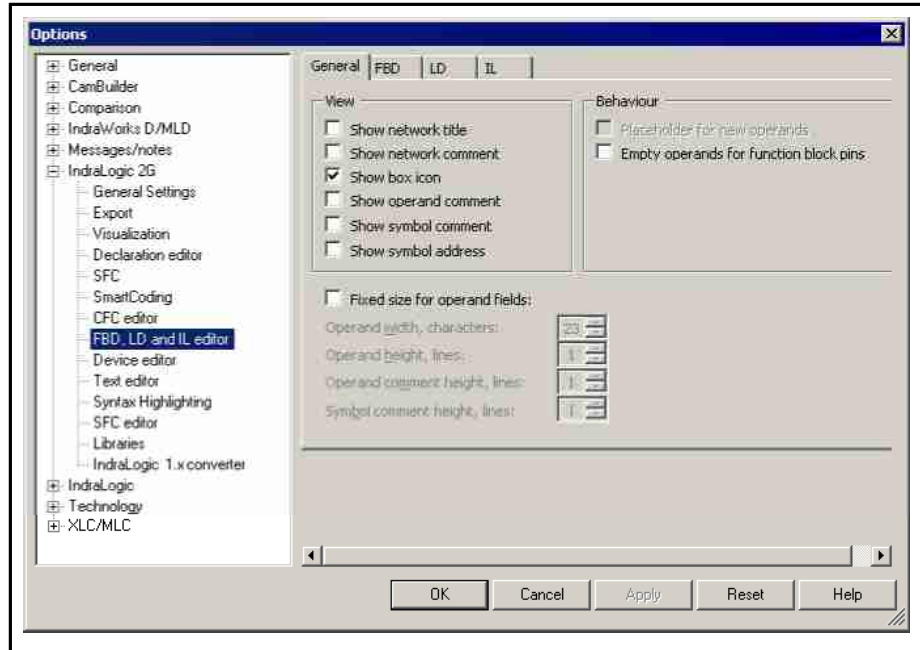 Options
General
CamBuilder
Comparison
IndraWorks D/MLD
Messages/notes
IndraLogic 2G
General Settings
Export
Visualization
Declaration editor
SFC
SmartCoding
CFC editor
FBD, LD and IL editor
Device editor
Text editor
Syntax Highlighting
SFC editor
Libraries
IndraLogic 1.x converter
IndraLogic
Technology
XLC/MLC
General FBD LD IL
View
Show network title
Show network comment
Show box icon
Show operand comment
Show symbol comment
Show symbol address
Behaviour
Placeholder for new operands
Empty operands for function block pins
Fixed size for operand fields:
Operand width, characters: 23
Operand height, lines: 1
Operand comment height, lines: 1
Symbol comment height, lines: 1
OK Cancel Apply Reset Help